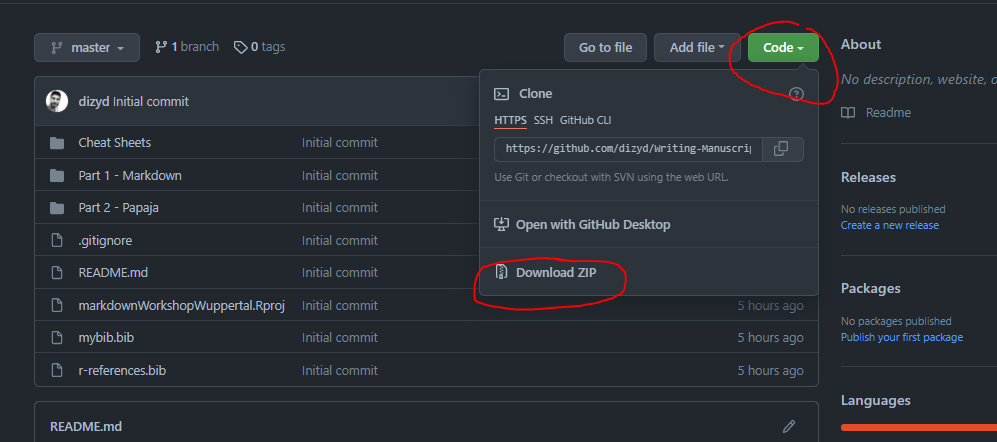 master
1 branch
0 tags
Go to file
Add file
Code
About
dizyd Initial commit
Clone
No description, website, o
HTTPS SSH GitHub CLI
Readme
Cheat Sheets Initial commit
https://github.com/dizyd/Writing-Manuscrip
Part 1 - Markdown Initial commit
Use Git or checkout with SVN using the web URL.
Releases
Part 2 - Papaja Initial commit
No releases published
Open with GitHub Desktop
Create a new release
.gitignore Initial commit
README.md Initial commit
Download ZIP
Packages
markdownWorkshopWuppertal.Rproj Initial commit 5 hours ago
No packages published
mybib.bib Initial commit 5 hours ago
Publish your first package
r-references.bib Initial commit 5 hours ago
Languages
README.md